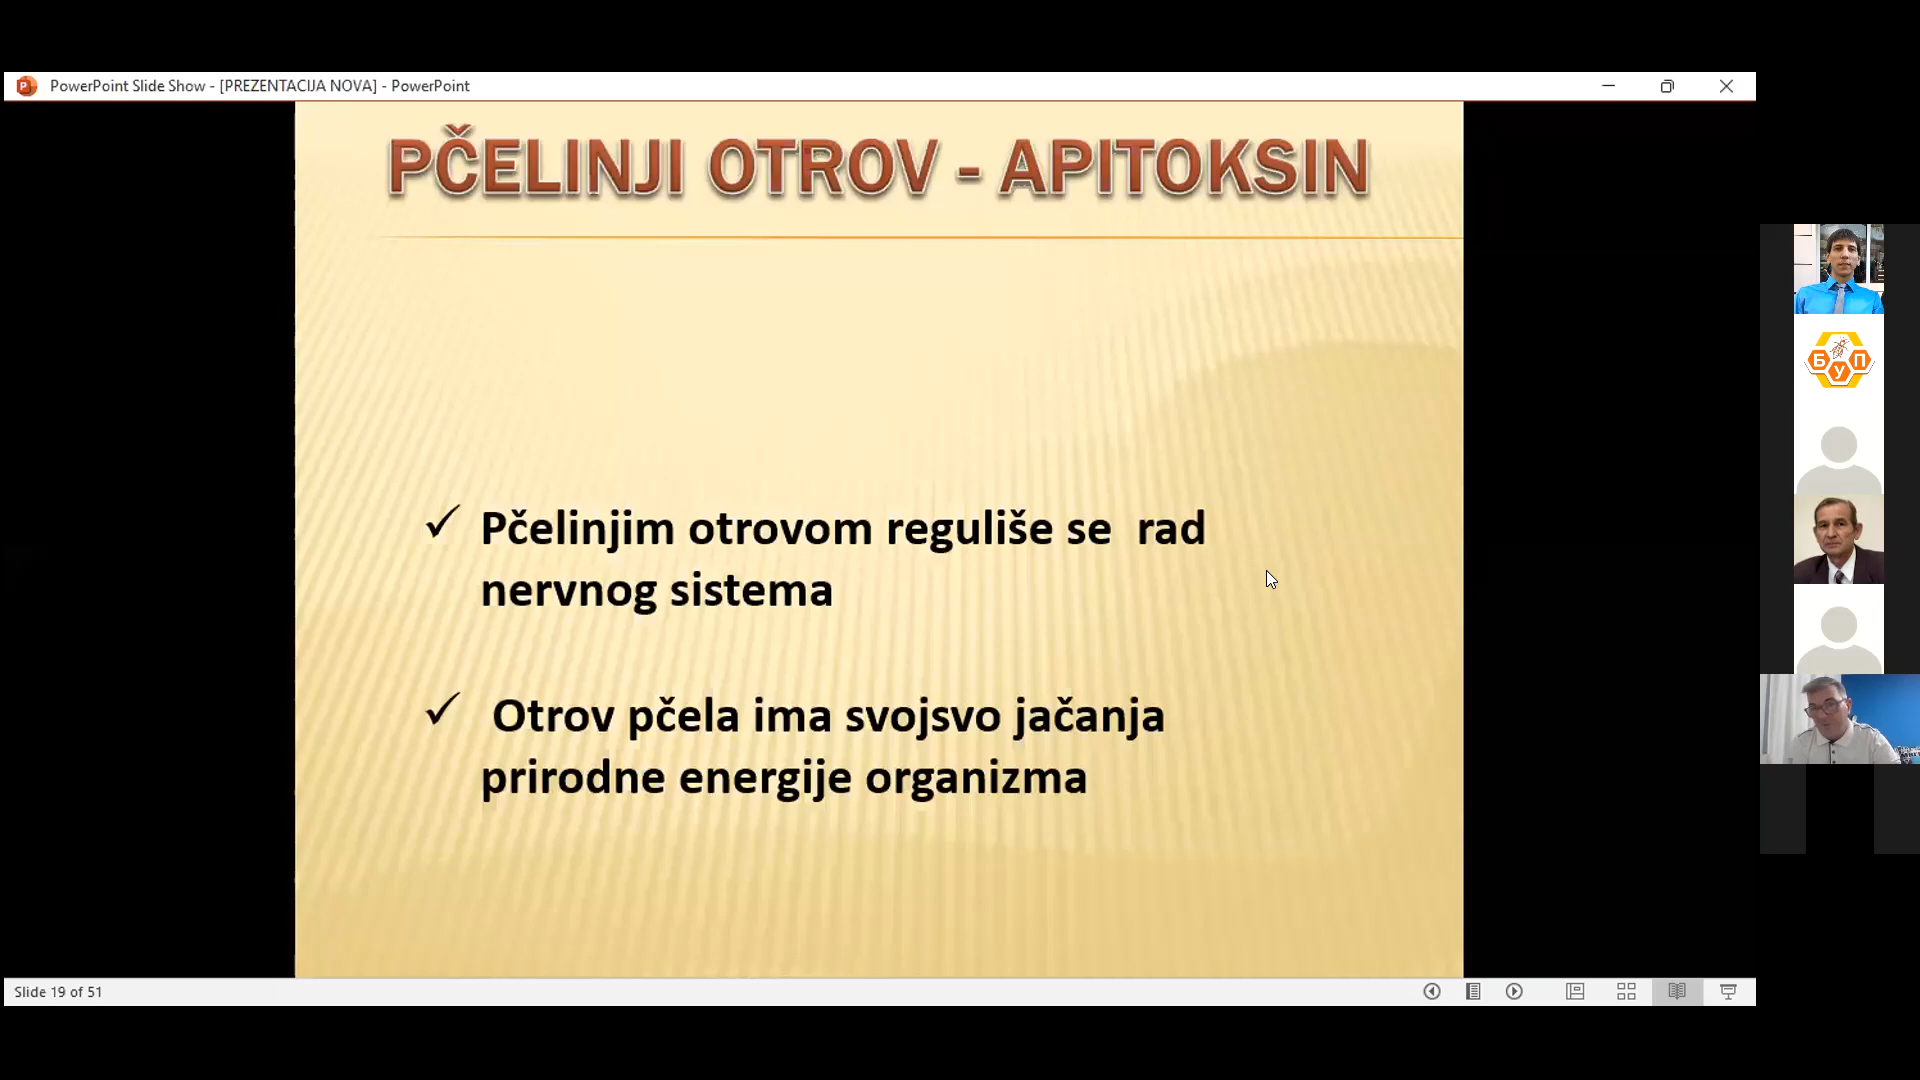 PowerPoint Slide Show - [PREZENTACIJA NOVA] - PowerPoint
PČELINJI OTROV - APITOKSIN
✓ Pčelinjim otrovom reguliše se rad
nervnog sistema
✓ Otrov pčela ima svojsvo jačanja
prirodne energije organizma
Slide 19 of 51
Б У П